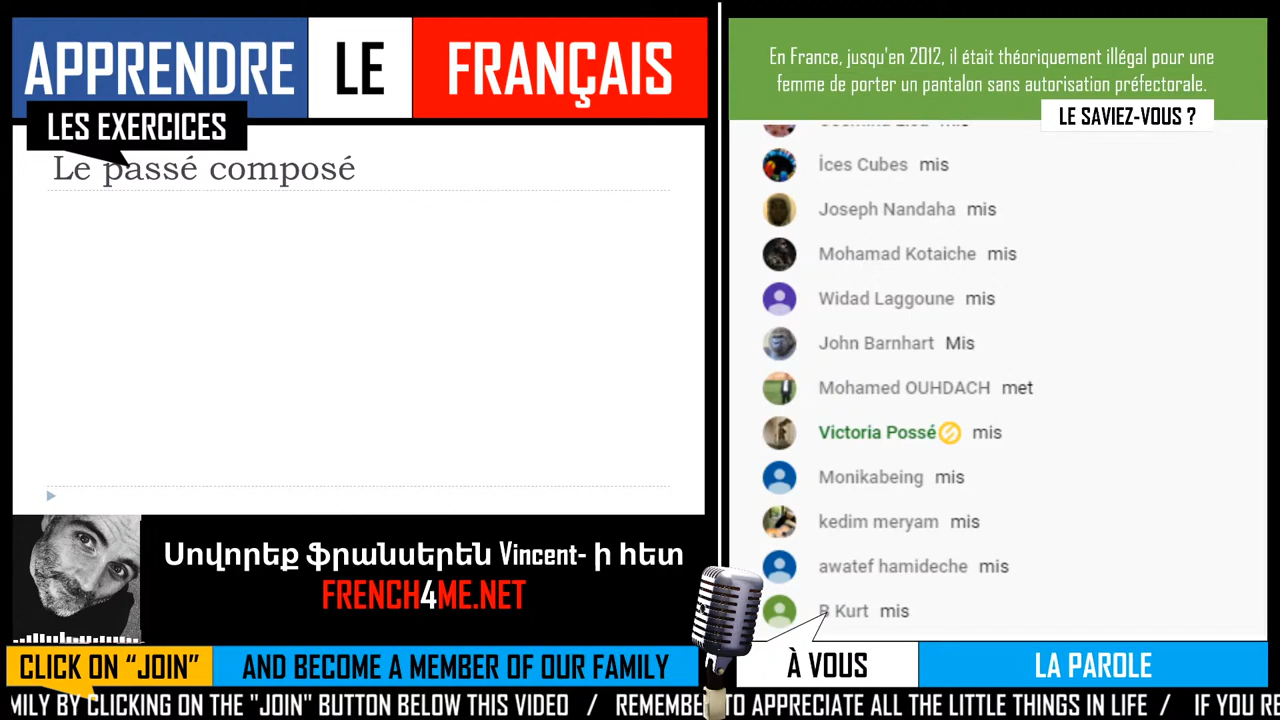 APPRENDRE LE FRANÇAIS
LES EXERCICES
Le passé composé
Սովորեք ֆրանսերեն Vincent- ի հետ
FRENCH4ME.NET
CLICK ON “JOIN” AND BECOME A MEMBER OF OUR FAMILY
En France, jusqu'en 2012, il était théoriquement illégal pour une
femme de porter un pantalon sans autorisation préfectorale.
LE SAVIEZ-VOUS ?
İces Cubes mis
Joseph Nandaha mis
Mohamad Kotaiche mis
Widad Laggoune mis
John Barnhart Mis
Mohamed OUHDACH met
Victoria Possé mis
Monikabeing mis
kedim meryam mis
awatef hamideche mis
Kurt mis
À VOUS LA PAROLE
MILY BY CLICKING ON THE "JOIN" BUTTON BELOW THIS VIDEO / REMEMBER TO APPRECIATE ALL THE LITTLE THINGS IN LIFE / IF YOU RE